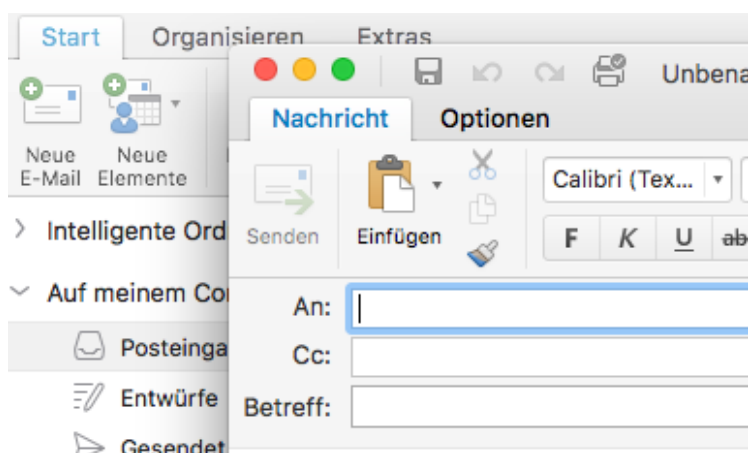 Start Organisieren Extras
Unbena
Nachricht Optionen
Neue E-Mail
Neue Elemente
Senden
Einfügen
Calibri (Tex...
F K U ab
Intelligente Ord
Auf meinem Co
An:
Posteinga
Cc:
Entwürfe
Betreff:
Gesendet